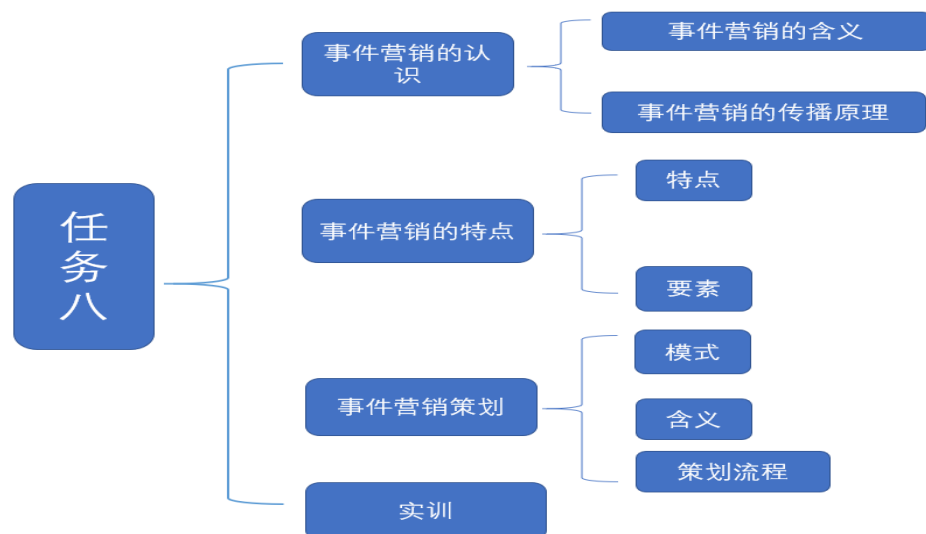 任
务
八
事件营销的认
识
事件营销的含义
事件营销的传播原理
事件营销的特点
特点
要素
事件营销策划
模式
含义
策划流程
实训